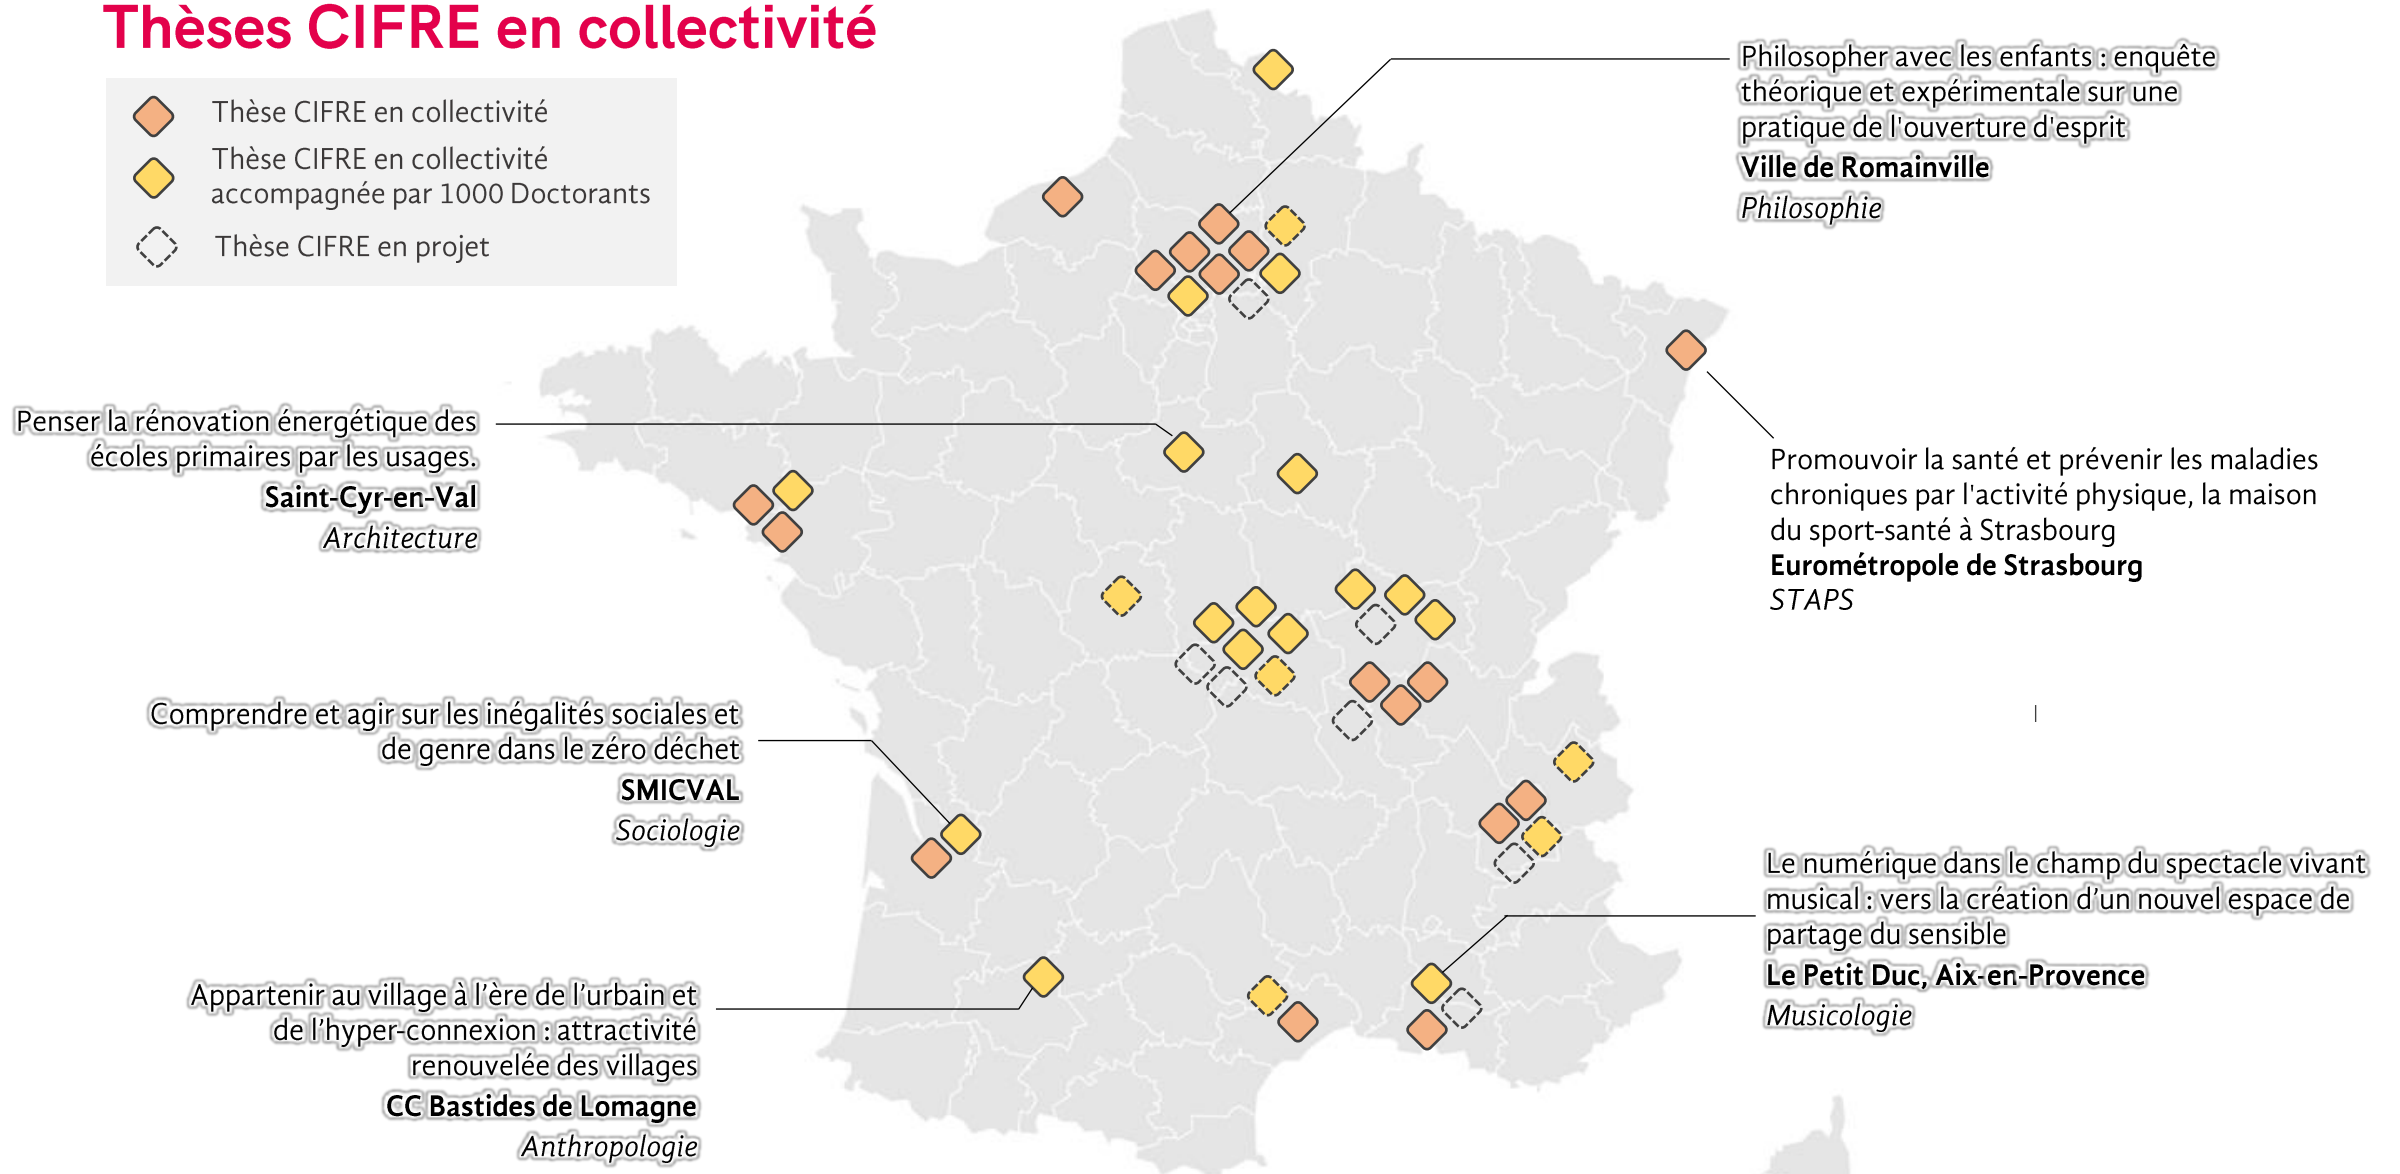 Thèses CIFRE en collectivité
Thèse CIFRE en collectivité
Thèse CIFRE en collectivité
accompagnée par 1000 Doctorants
Thèse CIFRE en projet
Philosopher avec les enfants : enquête
théorique et expérimentale sur une
pratique de l'ouverture d'esprit
Ville de Romainville
Philosophie
Penser la rénovation énergétique des
écoles primaires par les usages.
Saint-Cyr-en-Val
Architecture
Promouvoir la santé et prévenir les maladies
chroniques par l'activité physique, la maison
du sport-santé à Strasbourg
Eurométropole de Strasbourg
STAPS
Comprendre et agir sur les inégalités sociales et
de genre dans le zéro déchet
SMICVAL
Sociologie
Le numérique dans le champ du spectacle vivant
musical : vers la création d’un nouvel espace de
partage du sensible
Le Petit Duc, Aix-en-Provence
Musicologie
Appartenir au village à l’ère de l’urbain et
de l’hyper-connexion : attractivité
renouvelée des villages
CC Bastides de Lomagne
Anthropologie